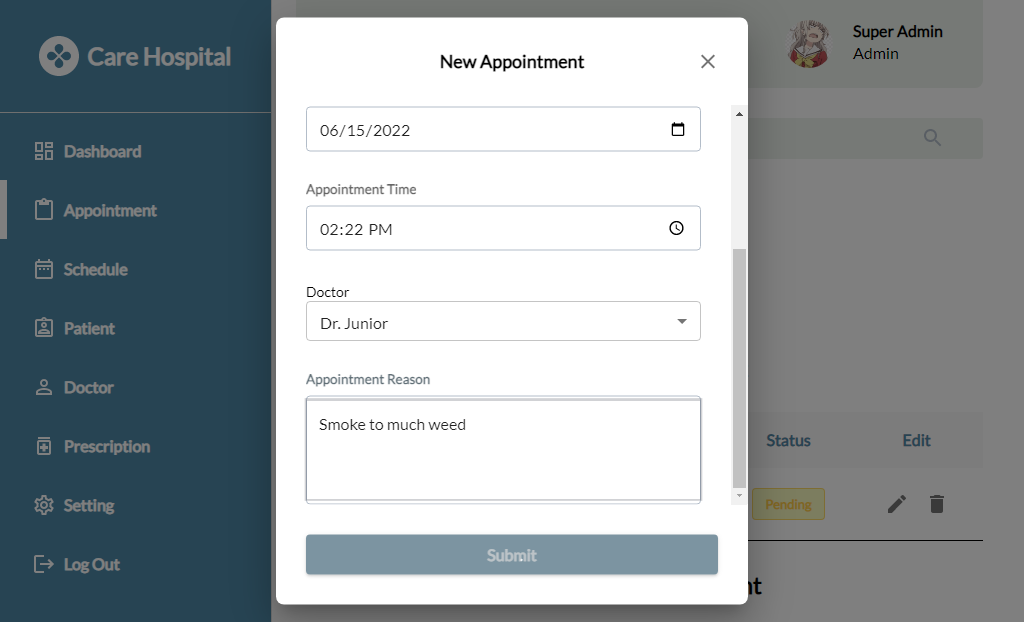 Care Hospital
Dashboard
Appointment
Schedule
Patient
Doctor
Prescription
Setting
Log Out
Super Admin
Admin
New Appointment
06/15/2022
Appointment Time
02:22 PM
Doctor
Dr. Junior
Appointment Reason
Smoke to much weed
Submit
Status
Edit
Pending